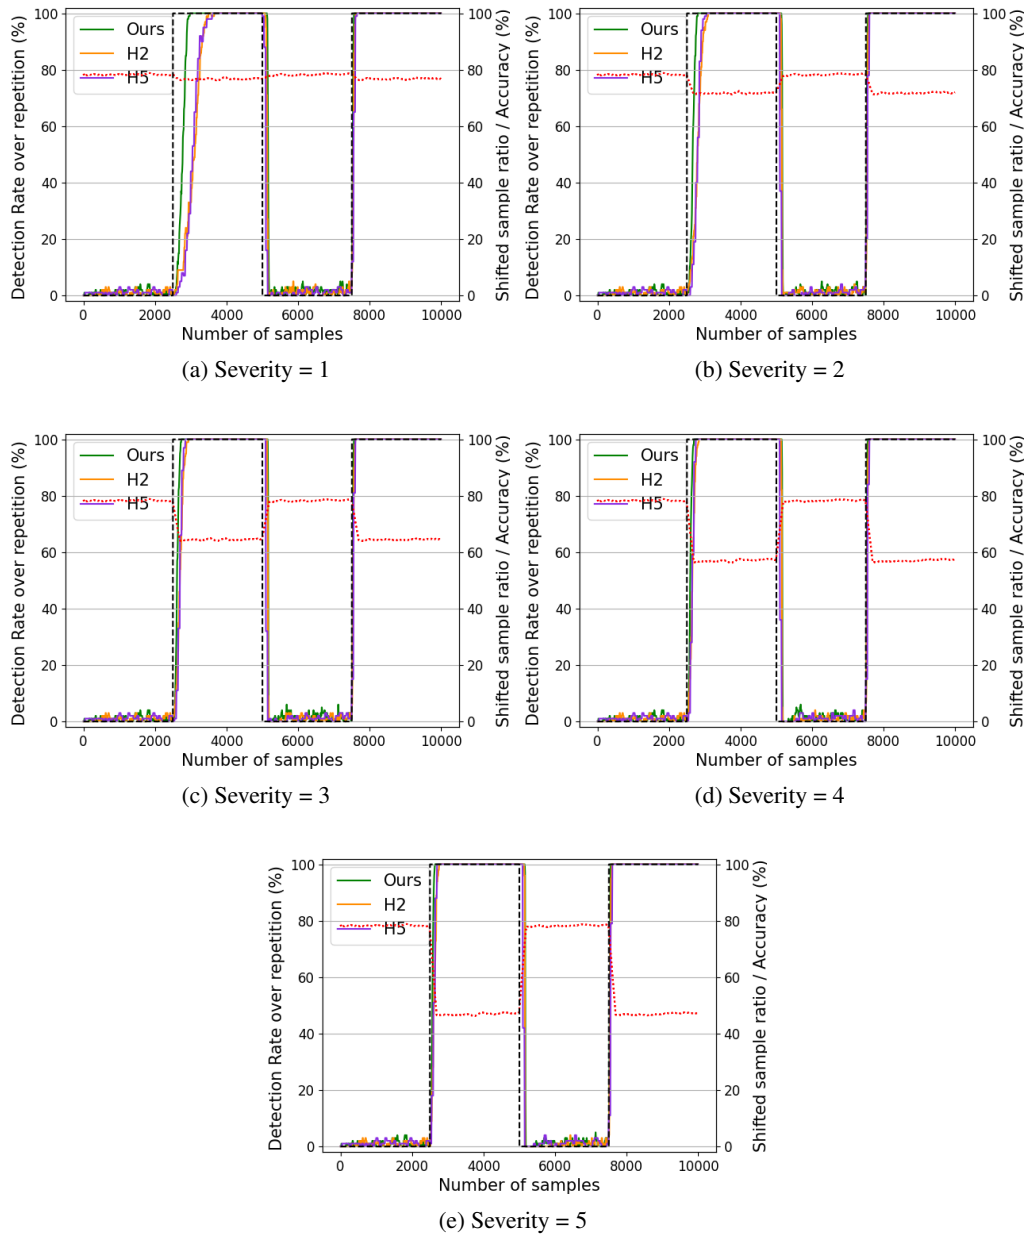 Detection Rate over repetition (%)
100
80
60
40
20
0
Ours
H2
H5
100
80
60
40
20
0
Shifted sample ratio / Accuracy (%)
0 2000 4000 6000 8000 10000
Number of samples
(a) Severity = 1
Detection Rate over repetition (%)
100
80
60
40
20
0
Ours
H2
H5
100
80
60
40
20
0
Shifted sample ratio / Accuracy (%)
0 2000 4000 6000 8000 10000
Number of samples
(b) Severity = 2
Detection Rate over repetition (%)
100
80
60
40
20
0
Ours
H2
H5
100
80
60
40
20
0
Shifted sample ratio / Accuracy (%)
0 2000 4000 6000 8000 10000
Number of samples
(c) Severity = 3
Detection Rate over repetition (%)
100
80
60
40
20
0
Ours
H2
H5
100
80
60
40
20
0
Shifted sample ratio / Accuracy (%)
0 2000 4000 6000 8000 10000
Number of samples
(d) Severity = 4
Detection Rate over repetition (%)
100
80
60
40
20
0
Ours
H2
H5
100
80
60
40
20
0
Shifted sample ratio / Accuracy (%)
0 2000 4000 6000 8000 10000
Number of samples
(e) Severity = 5